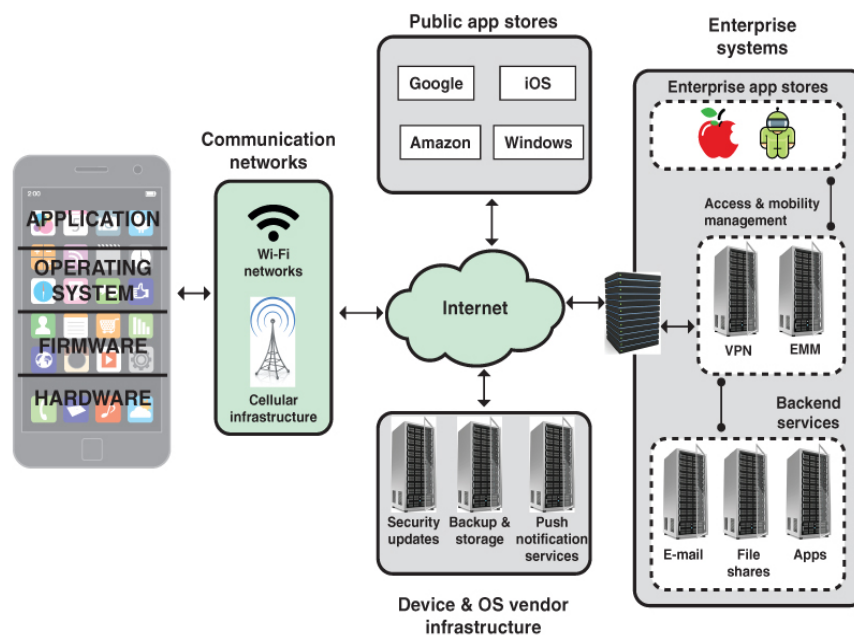 Public app stores
Google
iOS
Amazon
Windows
Enterprise
systems
Enterprise app stores
Access & mobility
management
VPN
EMM
Backend
services
E-mail
File
shares
Apps
Communication
networks
Wi-Fi
networks
Cellular
infrastructure
2:00
APPLICATION
OPERATING
SYSTEM
FIRMWARE
HARDWARE
Internet
Security
updates
Backup &
storage
Push
notification
services
Device & OS vendor
infrastructure